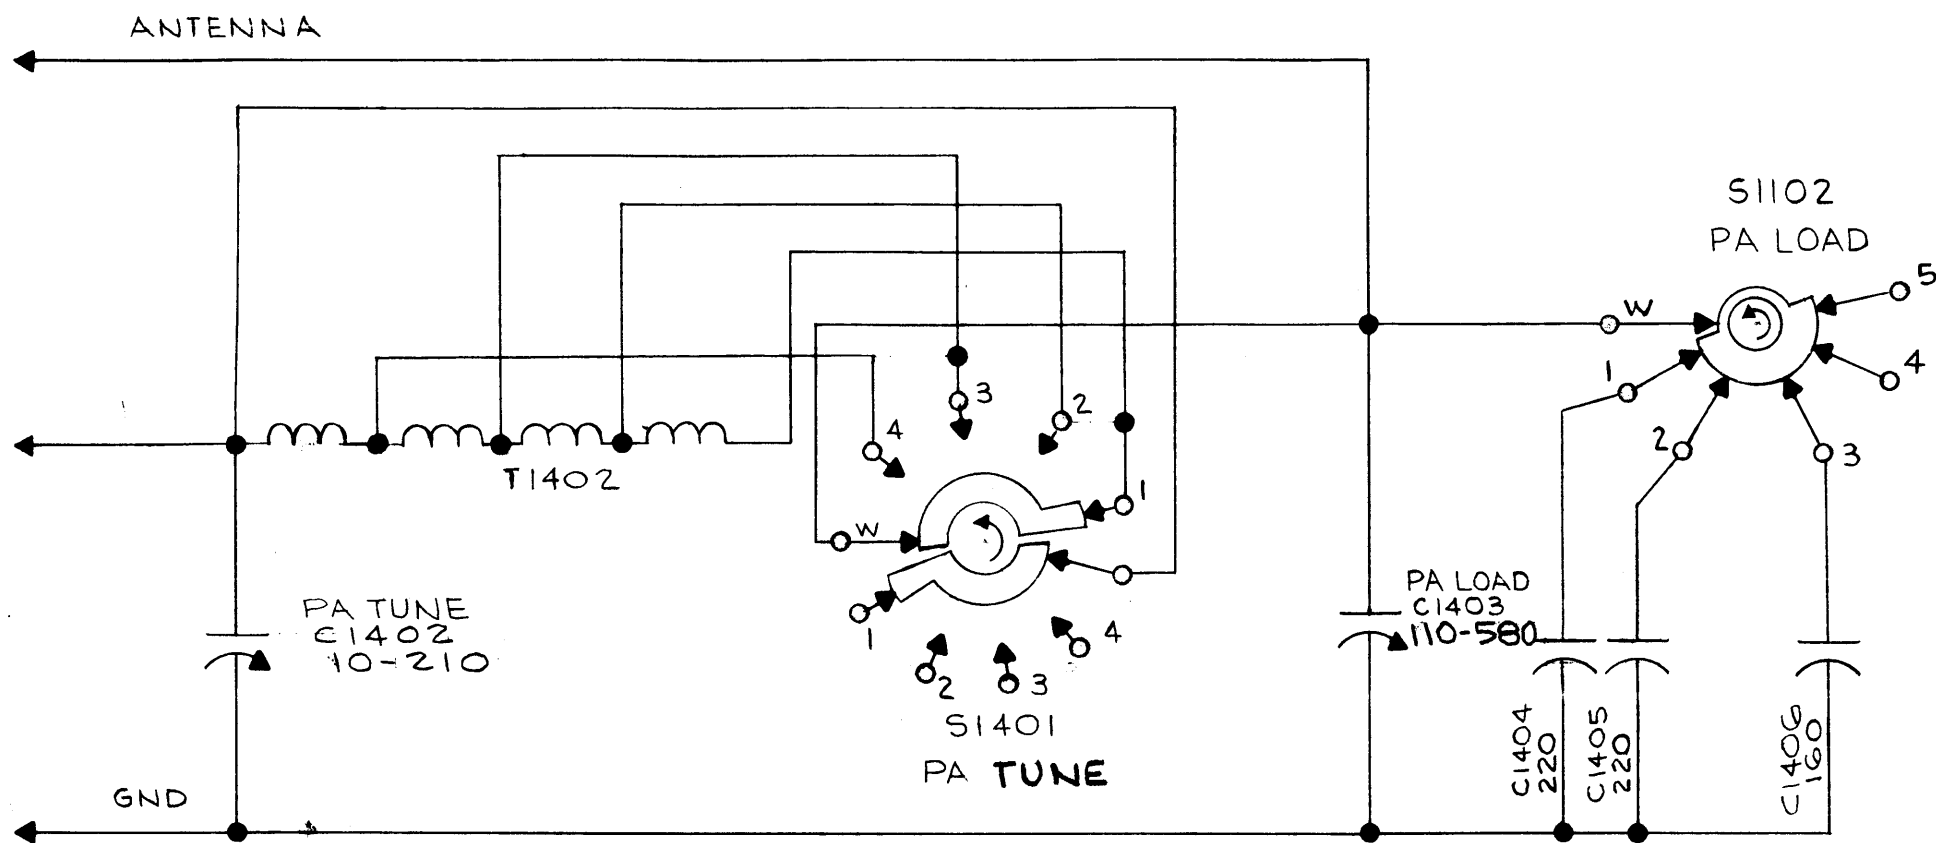 ANTENNA
S1102
PA LOAD
5
W
4
1
3
2
2
3
4
1
T1402
W
PA TUNE
C1402
10-210
1
4
2
3
S1401
PA TUNE
PA LOAD
C1403
110-580
C1404
220
C1405
220
C1406
160
GND